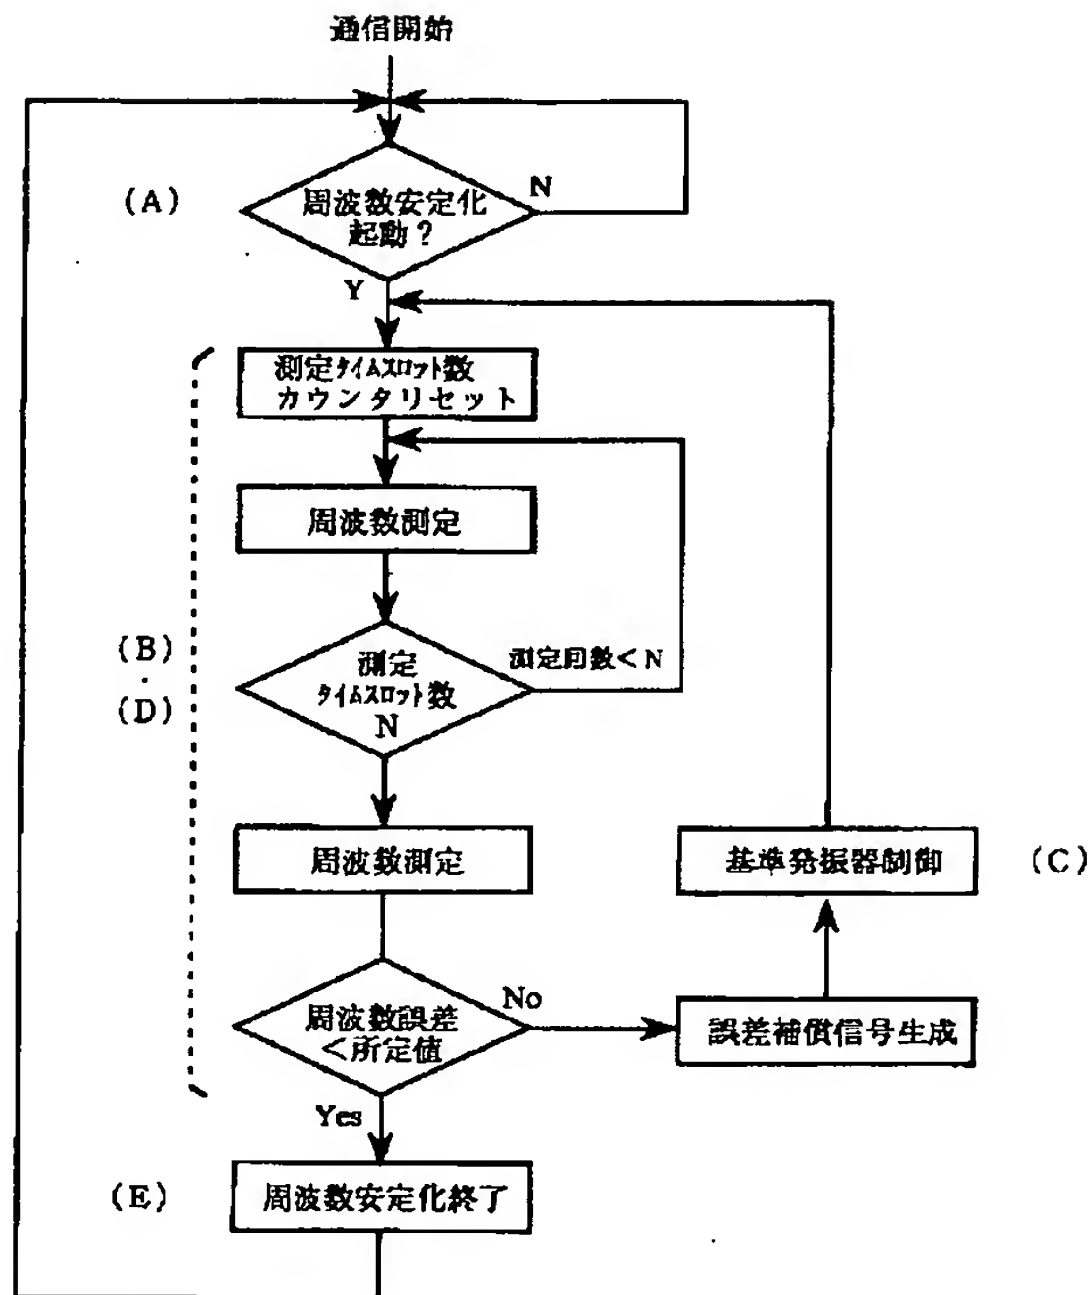 通信開始
(A)
周波数安定化
起動?
N
Y
測定タイムスロット数
カウンタリセット
周波数測定
(B)
・
(D)
測定
タイムスロット数
N
測定回数<N
周波数測定
基準発振器制御
(C)
周波数誤差
<所定値
No
誤差補償信号生成
Yes
(E)
周波数安定化終了